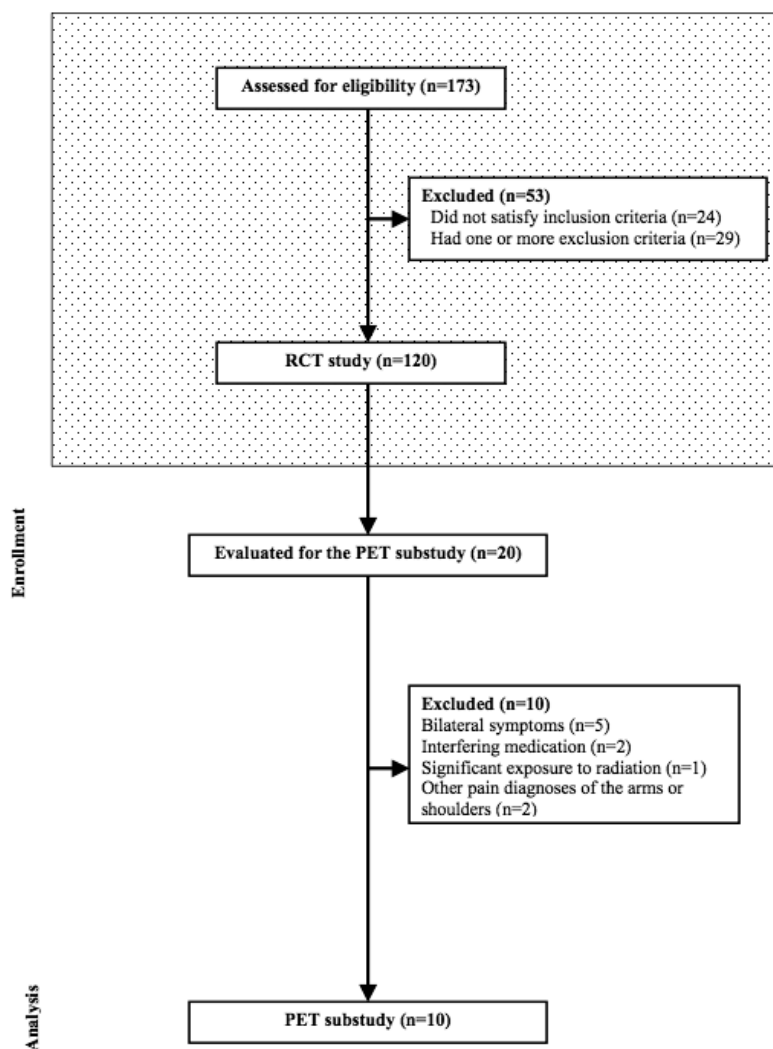 Assessed for eligibility (n=173)
Excluded (n=53)
Did not satisfy inclusion criteria (n=24)
Had one or more exclusion criteria (n=29)
RCT study (n=120)
Enrollment
Evaluated for the PET substudy (n=20)
Excluded (n=10)
Bilateral symptoms (n=5)
Interfering medication (n=2)
Significant exposure to radiation (n=1)
Other pain diagnoses of the arms or
shoulders (n=2)
Analysis
PET substudy (n=10)